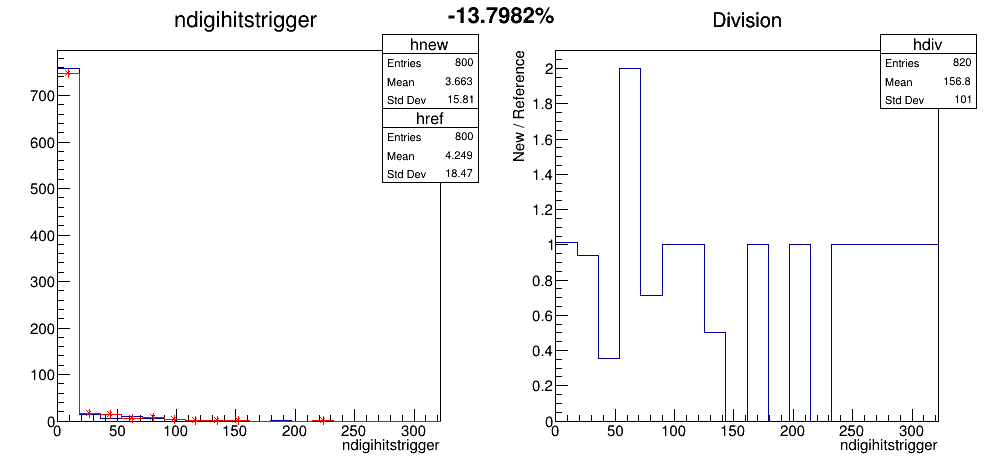 ndigihitstrigger
-13.7982%
Division
hnew
Entries 800
Mean 3.663
Std Dev 15.81
href
Entries 800
Mean 4.249
Std Dev 18.47
700
600
500
400
300
200
100
0
0 50 100 150 200 250 300
ndigihitstrigger
hdiv
Entries 820
Mean 156.8
Std Dev 101
New / Reference
2
1.8
1.6
1.4
1.2
1
0.8
0.6
0.4
0.2
0
0 50 100 150 200 250 300
ndigihitstrigger